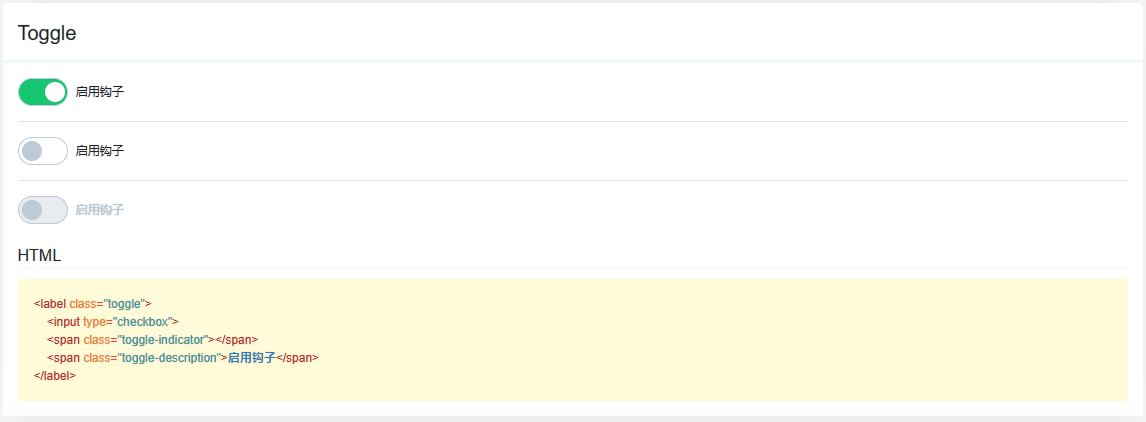 Toggle
启用钩子
启用钩子
启用钩子
HTML
<label class="toggle">
<input type="checkbox">
<span class="toggle-indicator"></span>
<span class="toggle-description">启用钩子</span>
</label>